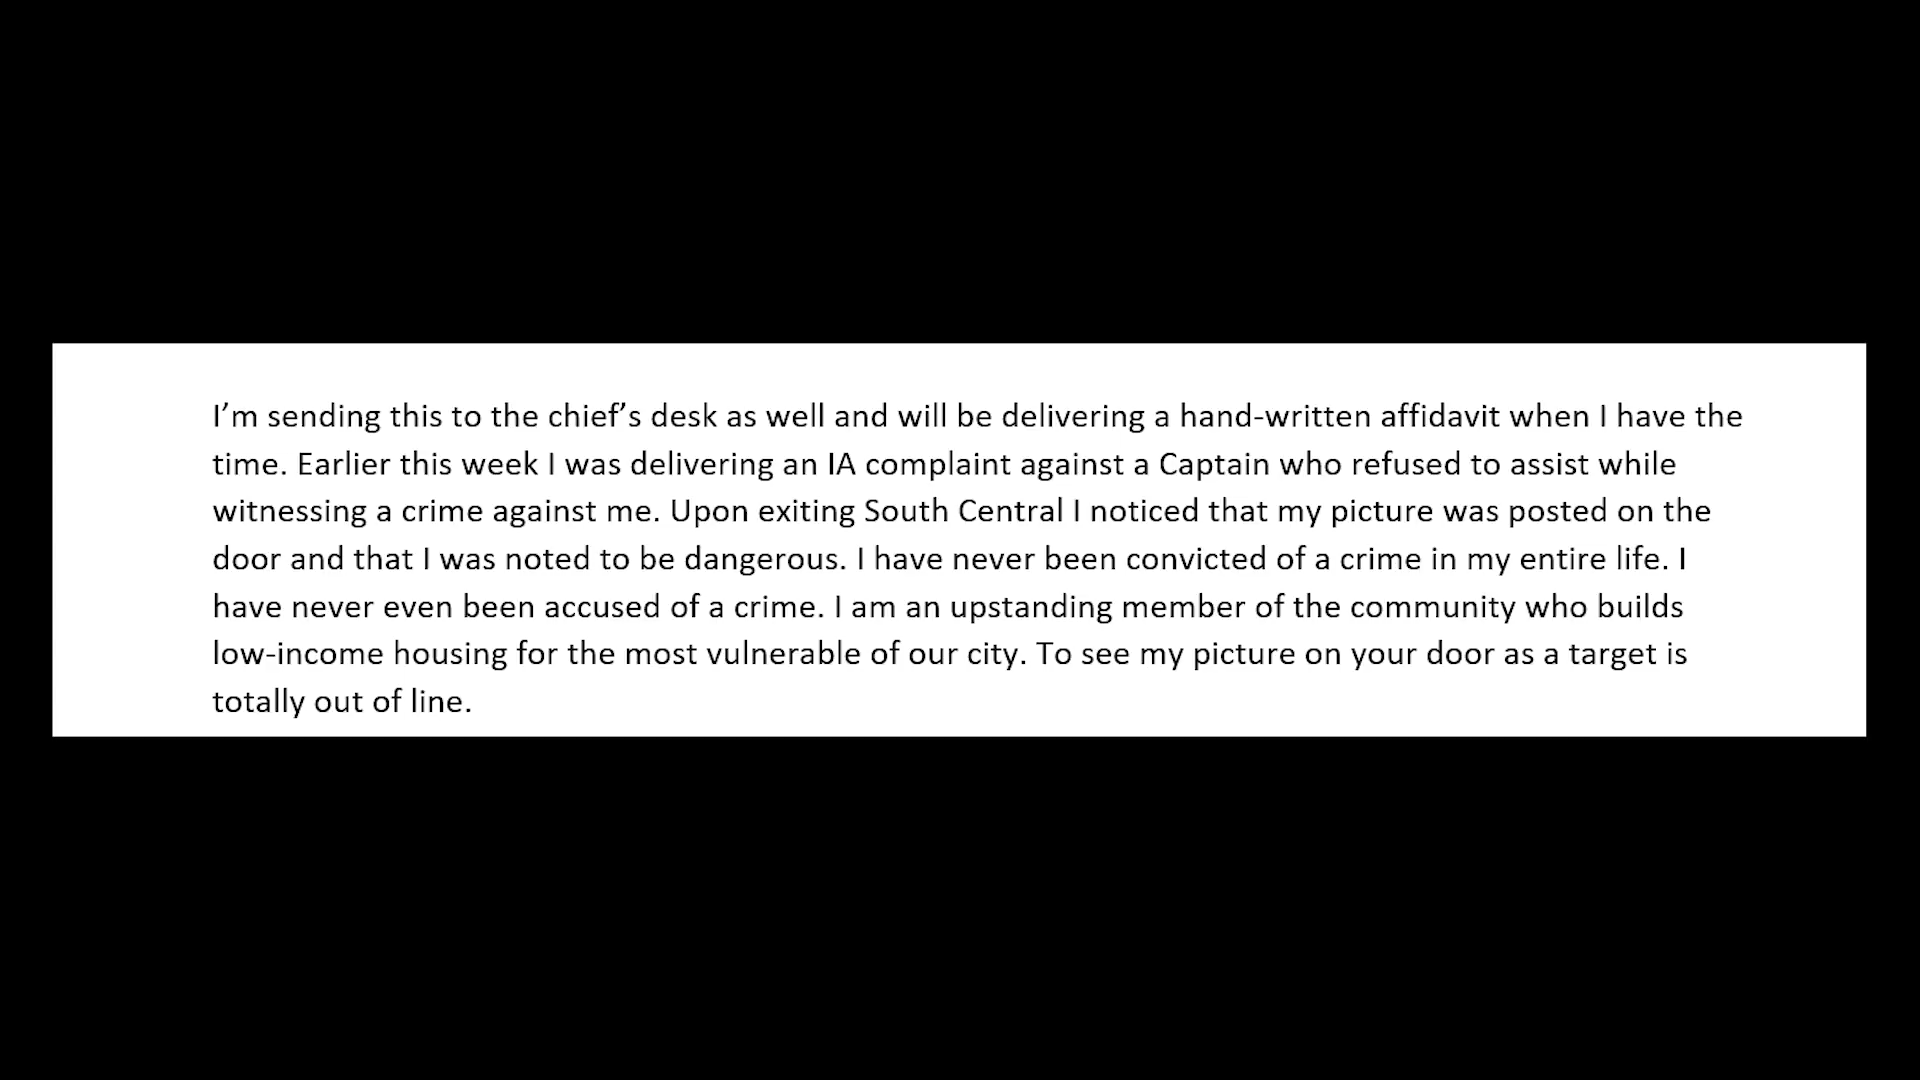 I’m sending this to the chief’s desk as well and will be delivering a hand-written affidavit when I have the
time. Earlier this week I was delivering an IA complaint against a Captain who refused to assist while
witnessing a crime against me. Upon exiting South Central I noticed that my picture was posted on the
door and that I was noted to be dangerous. I have never been convicted of a crime in my entire life. I
have never even been accused of a crime. I am an upstanding member of the community who builds
low-income housing for the most vulnerable of our city. To see my picture on your door as a target is
totally out of line.